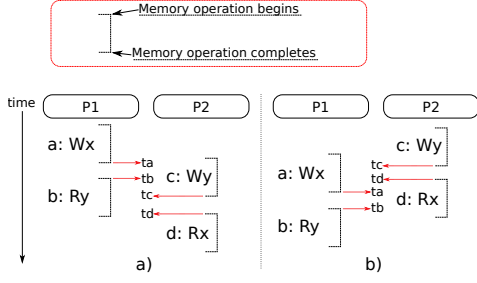 Memory operation begins
Memory operation completes
time
P1
P2
a: Wx
ta
tb
b: Ry
c: Wy
tc
td
d: Rx
a)
P1
P2
c: Wy
tc
a: Wx
td
ta
d: Rx
tb
b: Ry
b)